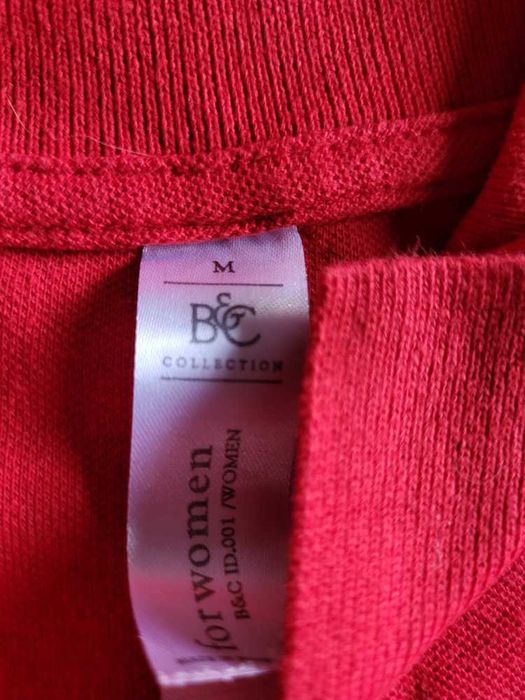 M
B&C
COLLECTION
for women
B&C ID.001 /WOMEN